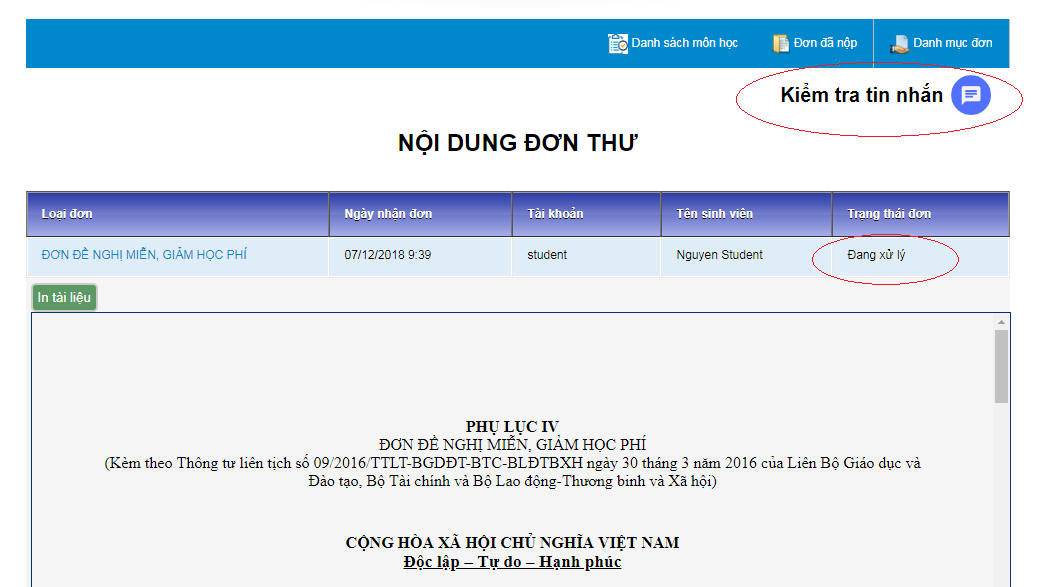 Danh sách môn học Đơn đã nộp Danh mục đơn
Kiểm tra tin nhắn
NỘI DUNG ĐƠN THƯ
Loại đơn Ngày nhận đơn Tài khoản Tên sinh viên Trạng thái đơn
ĐƠN ĐỀ NGHỊ MIỄN, GIẢM HỌC PHÍ 07/12/2018 9:39 student Nguyen Student Đang xử lý
In tài liệu
PHỤ LỤC IV
ĐƠN ĐỀ NGHỊ MIỄN, GIẢM HỌC PHÍ
(Kèm theo Thông tư liên tịch số 09/2016/TTLT-BGDĐT-BTC-BLĐTBXH ngày 30 tháng 3 năm 2016 của Liên Bộ Giáo dục và
Đào tạo, Bộ Tài chính và Bộ Lao động-Thương binh và Xã hội)
CỘNG HÒA XÃ HỘI CHỦ NGHĨA VIỆT NAM
Độc lập – Tự do – Hạnh phúc